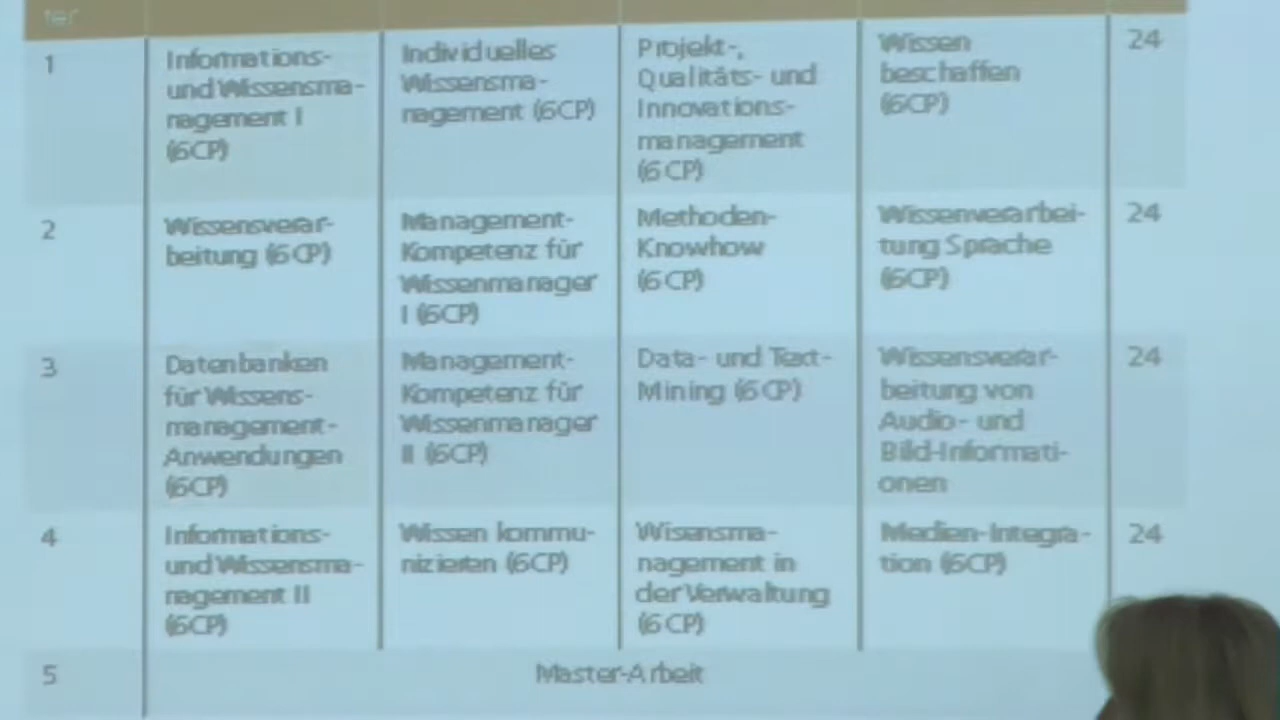 ter
1
Informations-
und Wissensma-
nagement I
(6CP)
Individuelles
Wissensma-
nagement (6CP)
Projekt-,
Qualitäts- und
Innovations-
management
(6CP)
Wissen
beschaffen
(6CP)
24
2
Wissensverar-
beitung (6CP)
Management-
Kompetenz für
Wissenmanager
I (6CP)
Methoden-
Knowhow
(6CP)
Wissenverarbei-
tung Sprache
(6CP)
24
3
Datenbanken
für Wissens-
management-
Anwendungen
(6CP)
Management-
Kompetenz für
Wissenmanager
II (6CP)
Data- und Text-
Mining (6CP)
Wissensverar-
beitung von
Audio- und
Bild-Informati-
onen
24
4
Informations-
und Wissensma-
nagement II
(6CP)
Wissen kommu-
nizieren (6CP)
Wisensma-
nagement in
der Verwaltung
(6CP)
Medien-Integra-
tion (6CP)
24
5
Master-Arbeit